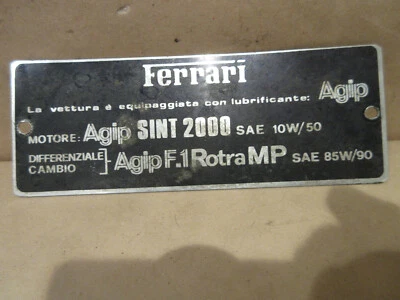 Ferrari
La vettura é equipaggiata con lubrificante: Agip
MOTORE: Agip SINT 2000 SAE 10W/50
DIFFERENZIALE CAMBIO } Agip F.1 Rotra MP SAE 85W/90